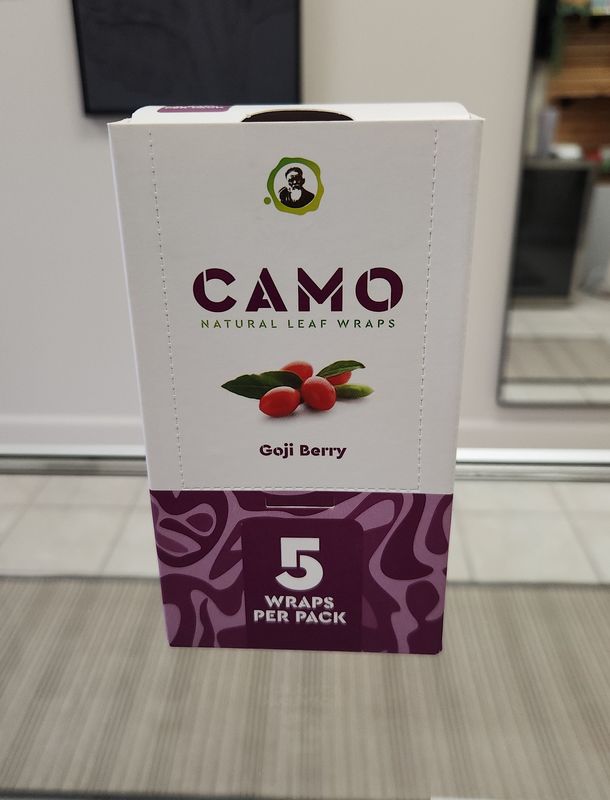 CAMO
NATURAL LEAF WRAPS
Goji Berry
5
WRAPS
PER PACK